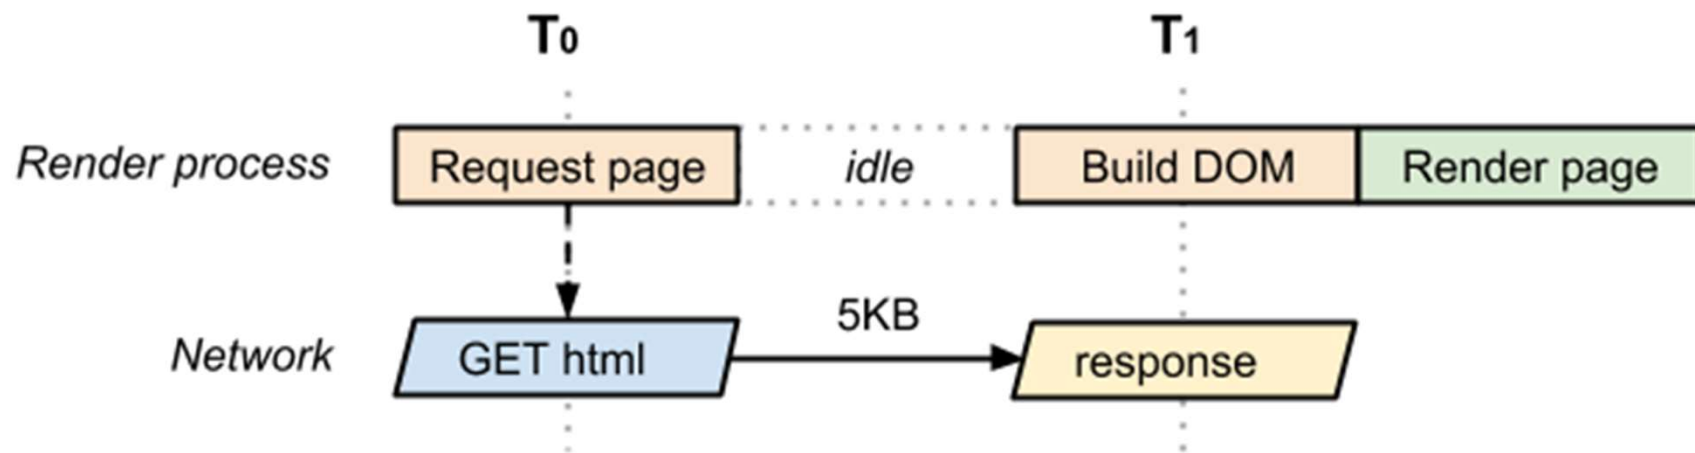 T0 T1
Render process Request page idle Build DOM Render page
5KB
Network GET html response